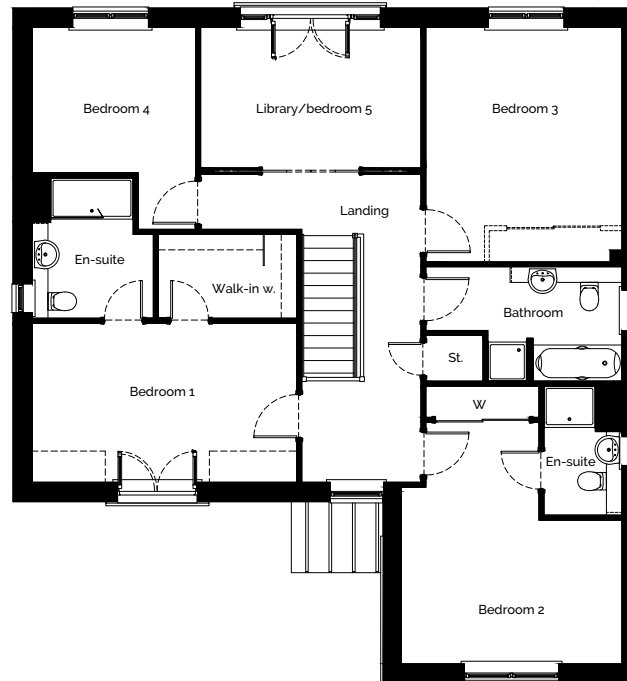 Bedroom 4
Library/bedroom 5
Bedroom 3
Landing
En-suite
Walk-in w.
Bathroom
St.
Bedroom 1
W
En-suite
Bedroom 2